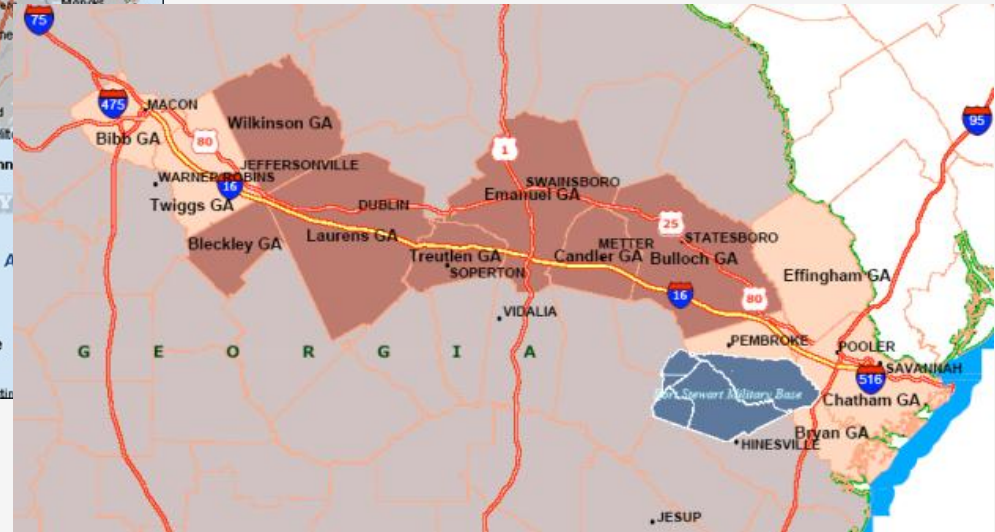 75
475
MACON
Bibb GA
80
Wilkinson GA
JEFFERSONVILLE
WARNER ROBINS
16
Twiggs GA
DUBLIN
Bleckley GA
Laurens GA
1
SWAINSBORO
Emanuel GA
25
METTER
STATESBORO
Treutlen GA
Candler GA
Bulloch GA
SOPERTON
16
80
Effingham GA
95
VIDALIA
G E O R G I A
PEMBROKE
POOLER
SAVANNAH
516
Fort Stewart Military Base
Chatham GA
Bryan GA
HINESVILLE
JESUP